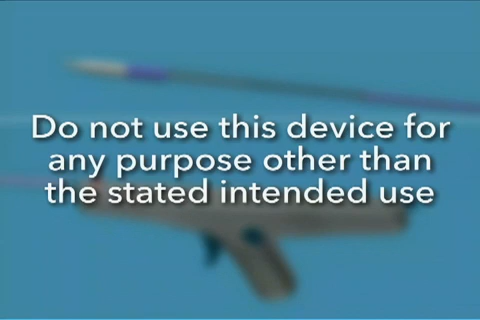 Do not use this device for
any purpose other than
the stated intended use